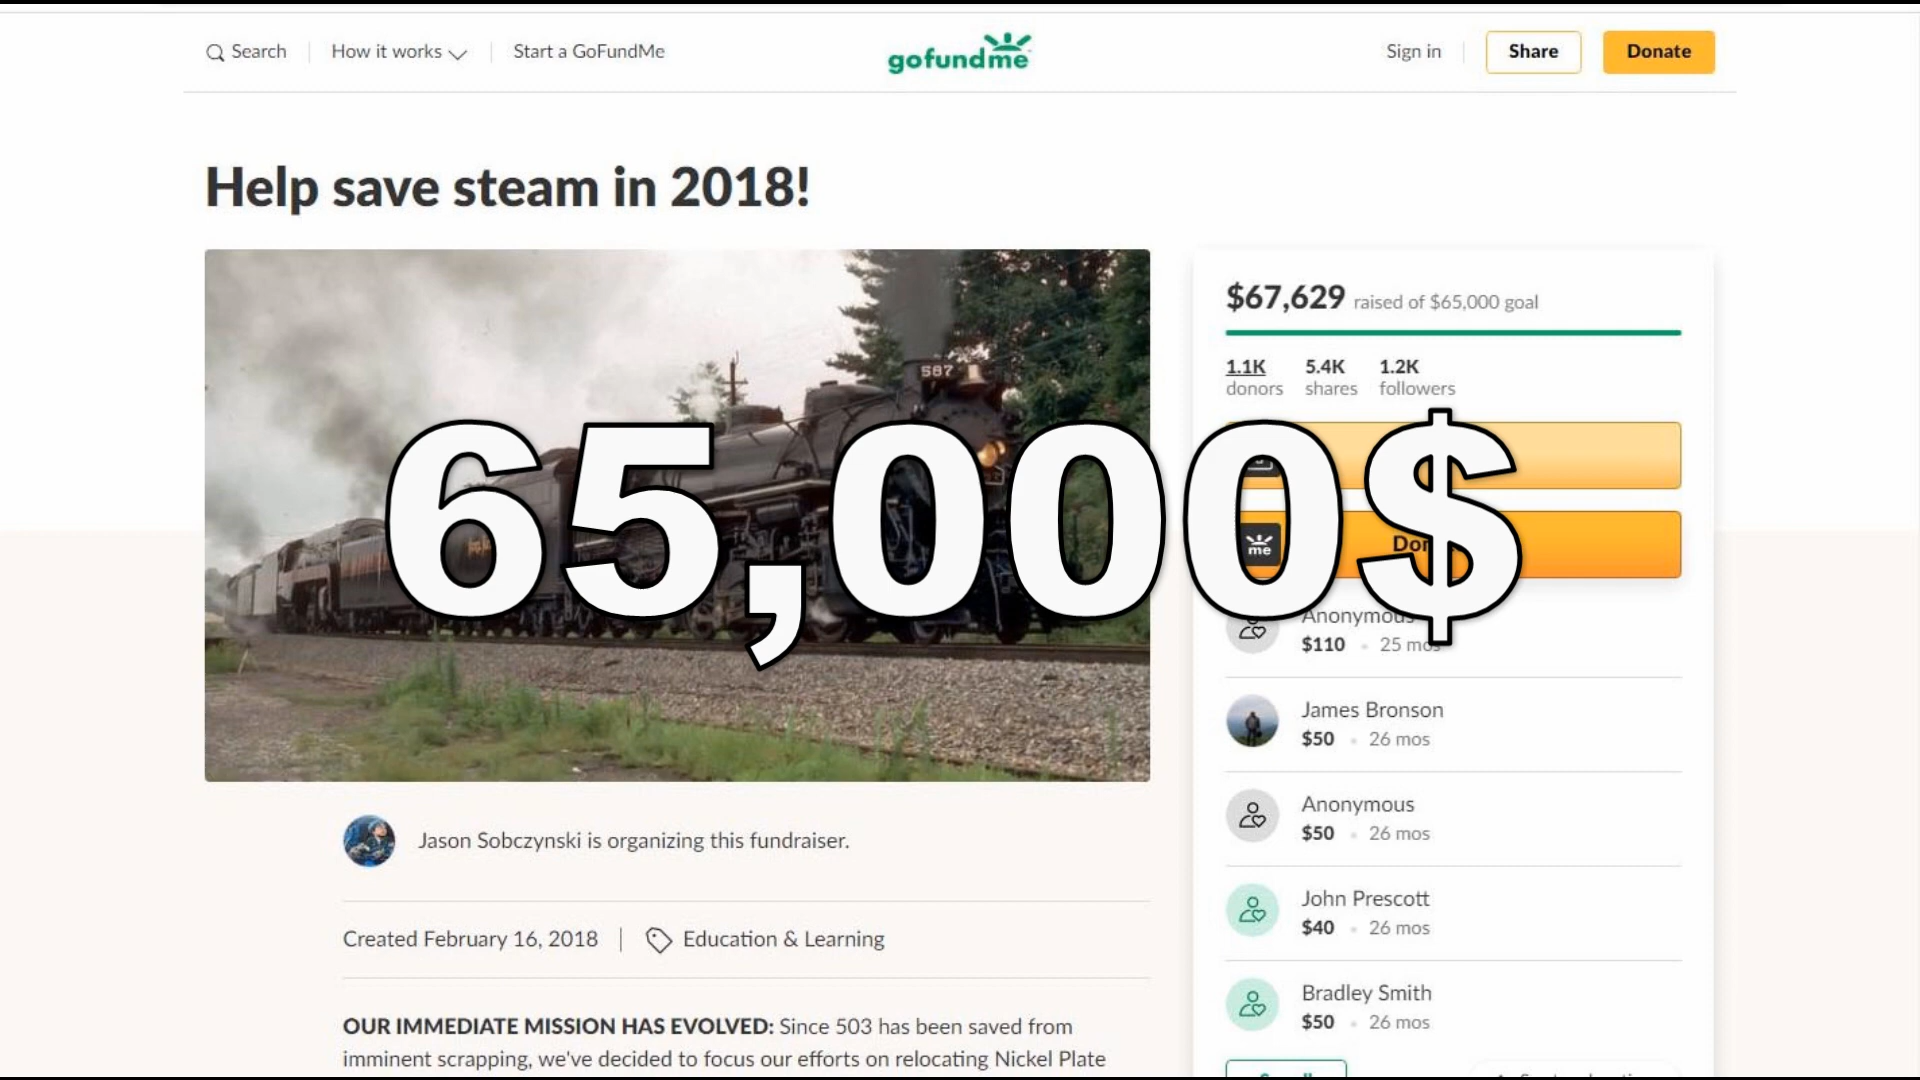 Search
How it works
Start a GoFundMe
gofundme
Sign in
Share
Donate
Help save steam in 2018!
587
$67,629 raised of $65,000 goal
1.1K 5.4K 1.2K
donors shares followers
65,000$
me
Anonymous
$110 • 25 mos
James Bronson
$50 • 26 mos
Anonymous
$50 • 26 mos
John Prescott
$40 • 26 mos
Bradley Smith
$50 • 26 mos
Jason Sobczynski is organizing this fundraiser.
Created February 16, 2018 | Education & Learning
OUR IMMEDIATE MISSION HAS EVOLVED: Since 503 has been saved from
imminent scrapping, we've decided to focus our efforts on relocating Nickel Plate